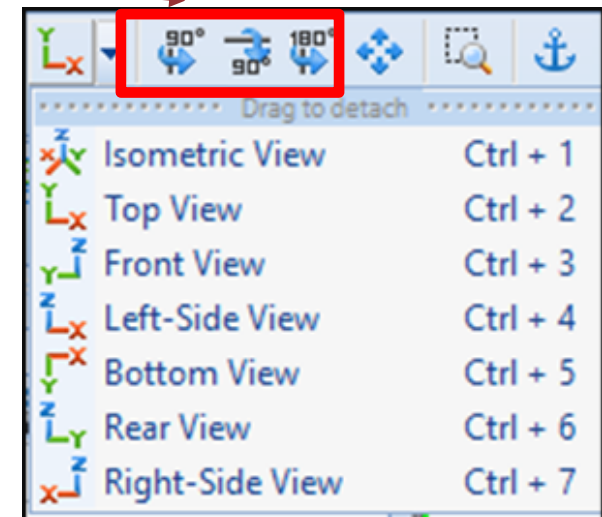 Y
X 90° 90° 180°
Drag to detach
Z
X Y Isometric View Ctrl + 1
Y
X Top View Ctrl + 2
Z
Y Front View Ctrl + 3
Z
X Left-Side View Ctrl + 4
X
Y Bottom View Ctrl + 5
Z
Y Rear View Ctrl + 6
Z
X Right-Side View Ctrl + 7